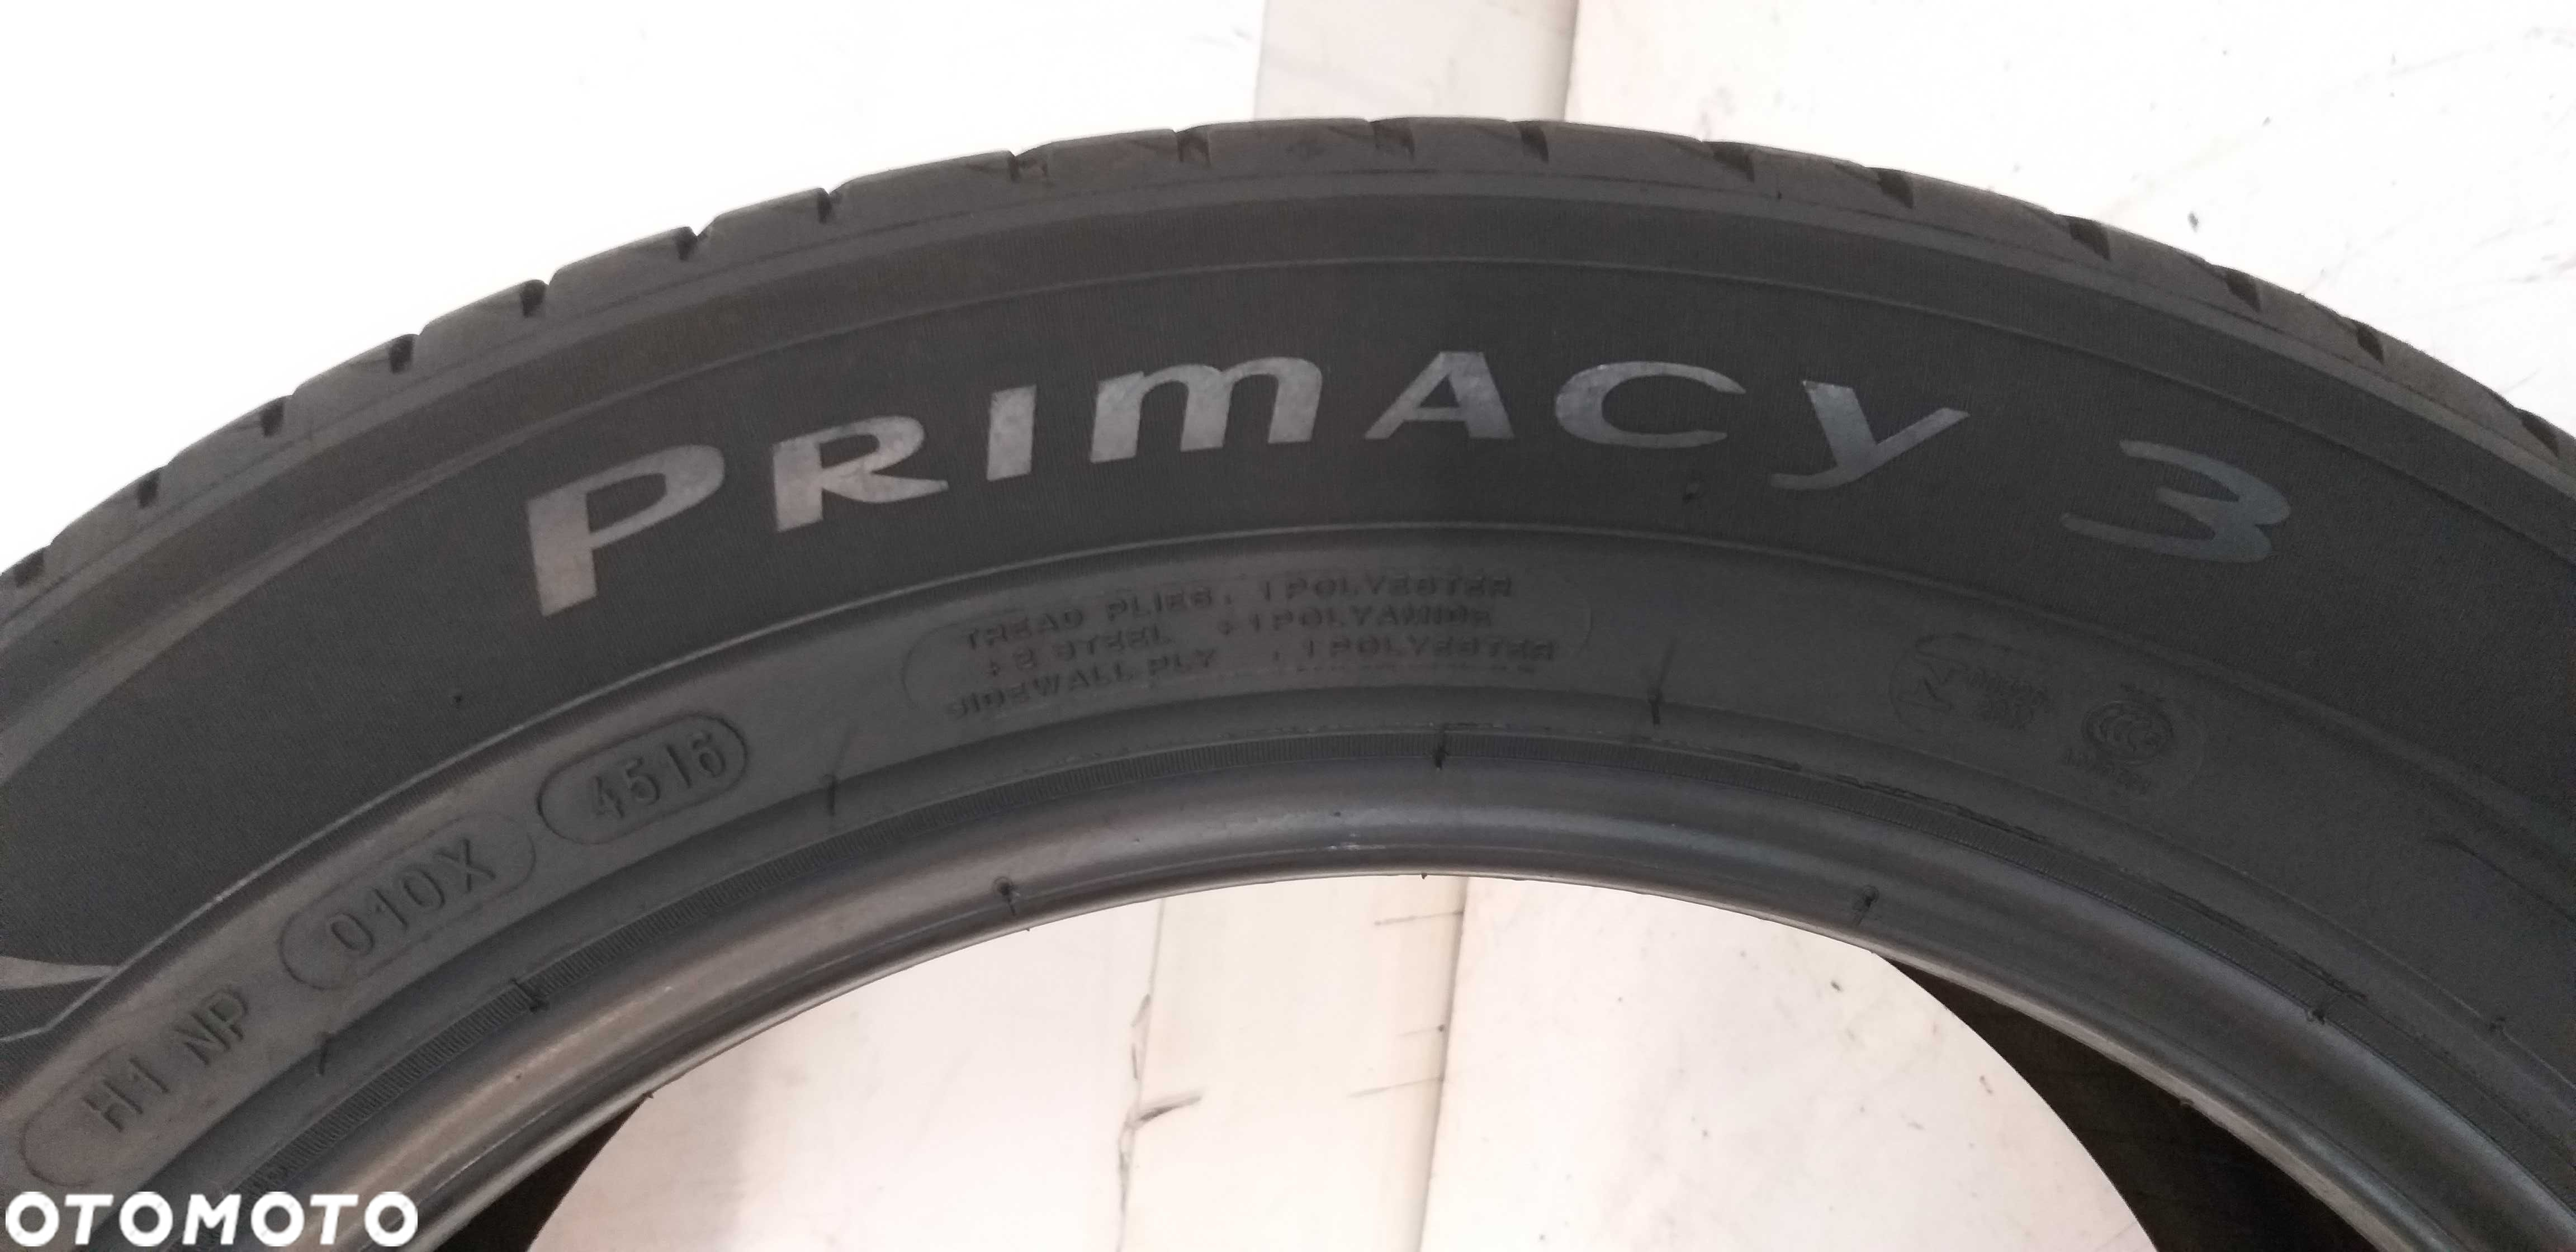 PRIMACY 3
TREAD PLIES : 1 POLYESTER
+ 2 STEEL + 1 POLYAMIDE
SIDEWALL PLY : 1 POLYESTER
H1 NP 010X 4516
CCC
OTOMOTO